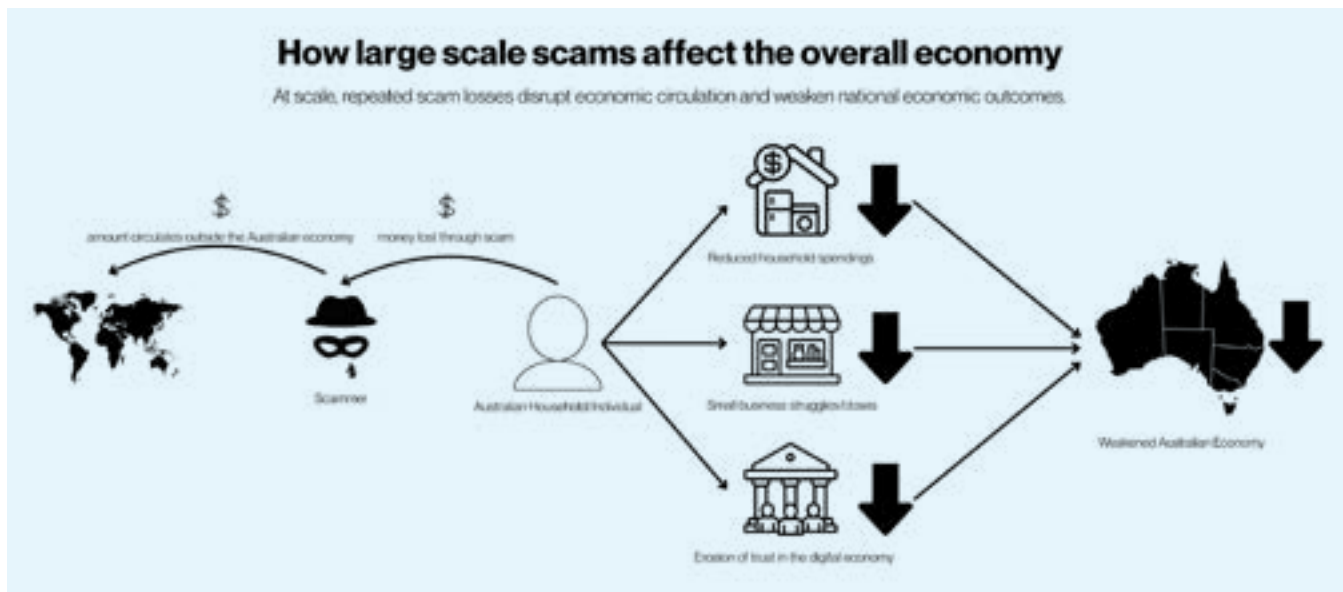 How large scale scams affect the overall economy
At scale, repeated scam losses disrupt economic circulation and weaken national economic outcomes.
$
$
$
amount circulates outside the Australian economy
money lost through scam
Reduced household spendings
Scammer
Australian Household/Individual
Small business struggles/closes
Weakened Australian Economy
Erosion of trust in the digital economy